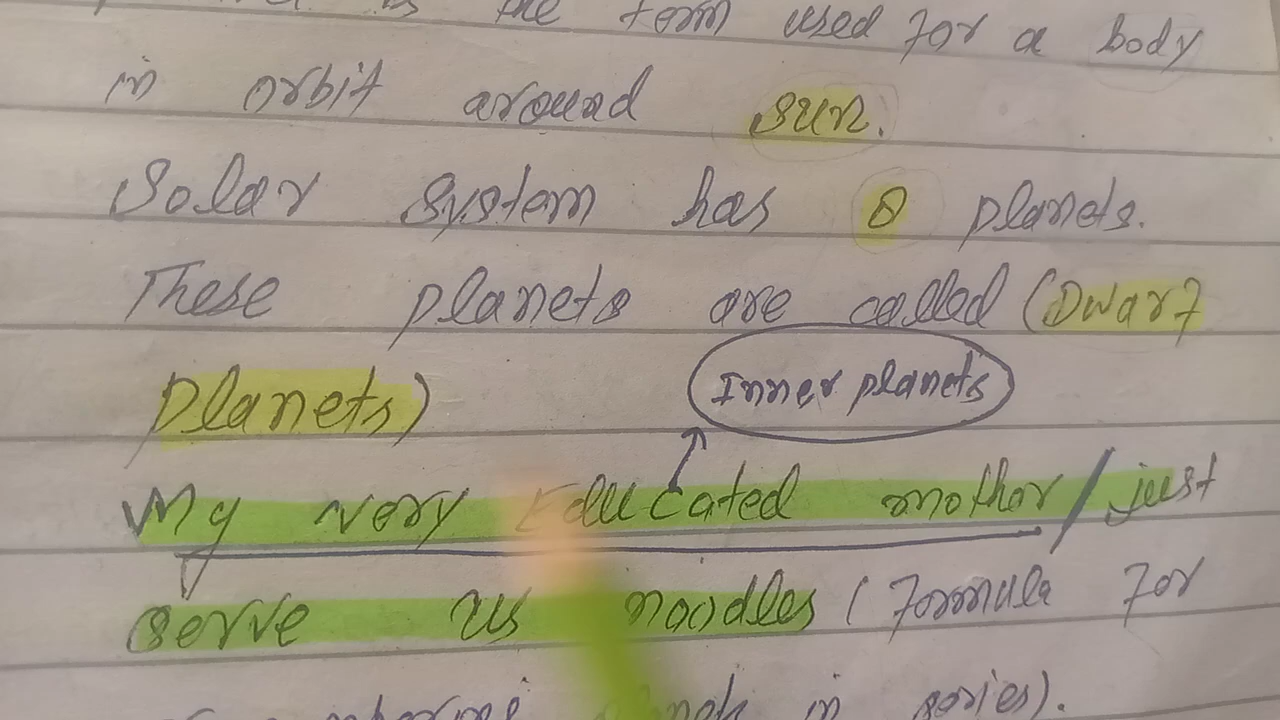 is the term used for a body
in orbit around sun.
Solar system has 8 planets.
These planets are called (Dwarf
Planets)
Inner planets
My very Educated mother / just
serve us noodles (Formula for
in series).